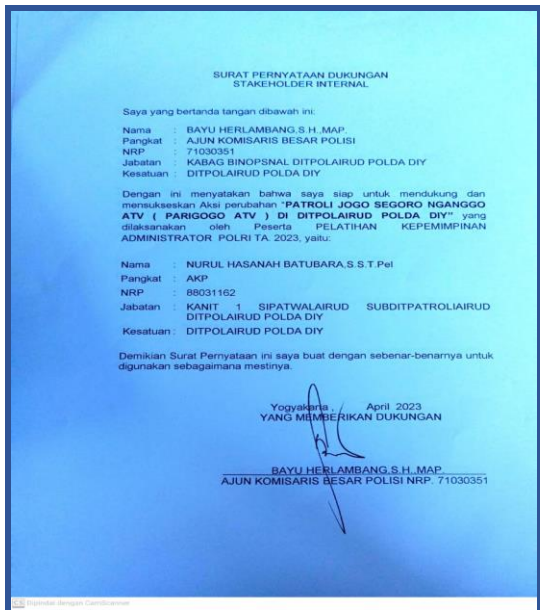 SURAT PERNYATAAN DUKUNGAN
STAKEHOLDER INTERNAL
Saya yang bertanda tangan dibawah ini:
Nama : BAYU HERLAMBANG,S.H.,MAP.
Pangkat : AJUN KOMISARIS BESAR POLISI
NRP : 71030351
Jabatan : KABAG BINOPSNAL DITPOLAIRUD POLDA DIY
Kesatuan : DITPOLAIRUD POLDA DIY
Dengan ini menyatakan bahwa saya siap untuk mendukung dan
mensukseskan Aksi perubahan "PATROLI JOGO SEGORO NGANGGO
ATV ( PARIGOGO ATV ) DI DITPOLAIRUD POLDA DIY" yang
dilaksanakan oleh Peserta PELATIHAN KEPEMIMPINAN
ADMINISTRATOR POLRI TA. 2023, yaitu:
Nama : NURUL HASANAH BATUBARA,S.S.T.Pel
Pangkat : AKP
NRP : 88031162
Jabatan : KANIT 1 SIPATWALAIRUD SUBDITPATROLIAIRUD
DITPOLAIRUD POLDA DIY
Kesatuan : DITPOLAIRUD POLDA DIY
Demikian Surat Pernyataan ini saya buat dengan sebenar-benarnya untuk
digunakan sebagaimana mestinya.
Yogyakarta , April 2023
YANG MEMBERIKAN DUKUNGAN
BAYU HERLAMBANG,S.H.,MAP.
AJUN KOMISARIS BESAR POLISI NRP. 71030351
CS Dipindai dengan CamScanner